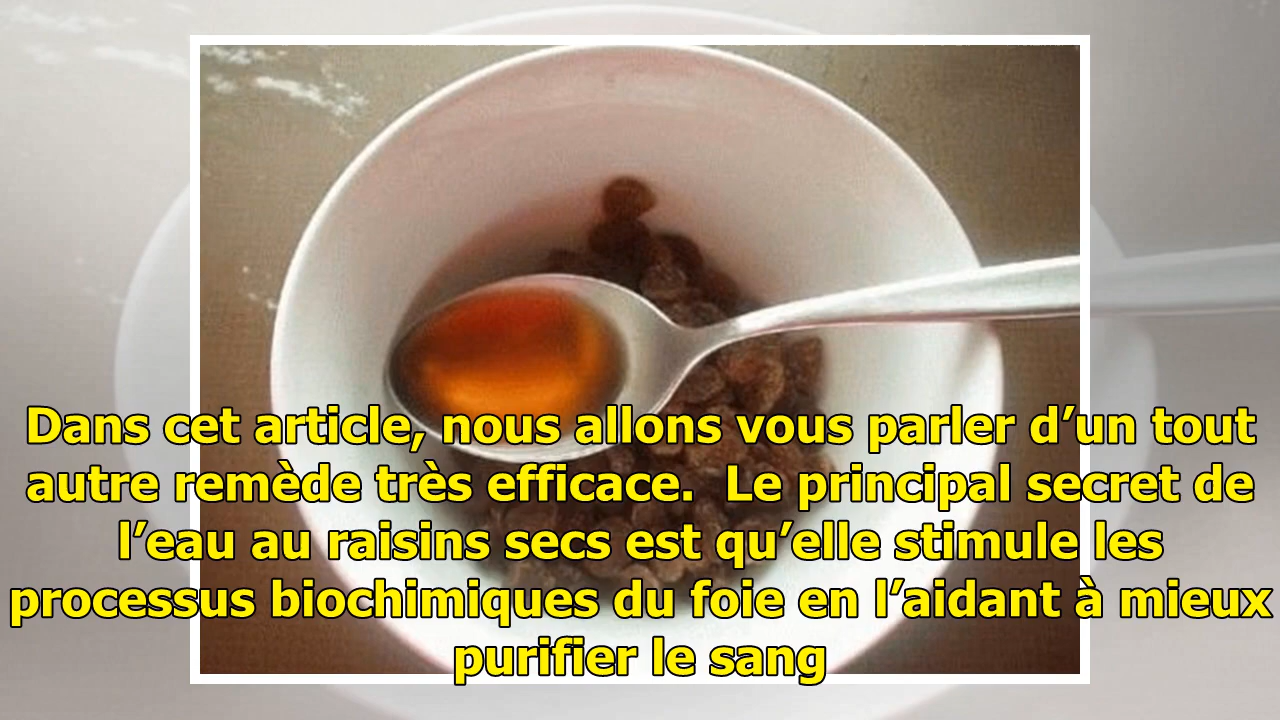 Dans cet article, nous allons vous parler d’un tout
autre remède très efficace.  Le principal secret de
l’eau au raisins secs est qu’elle stimule les
processus biochimiques du foie en l’aidant à mieux
purifier le sang